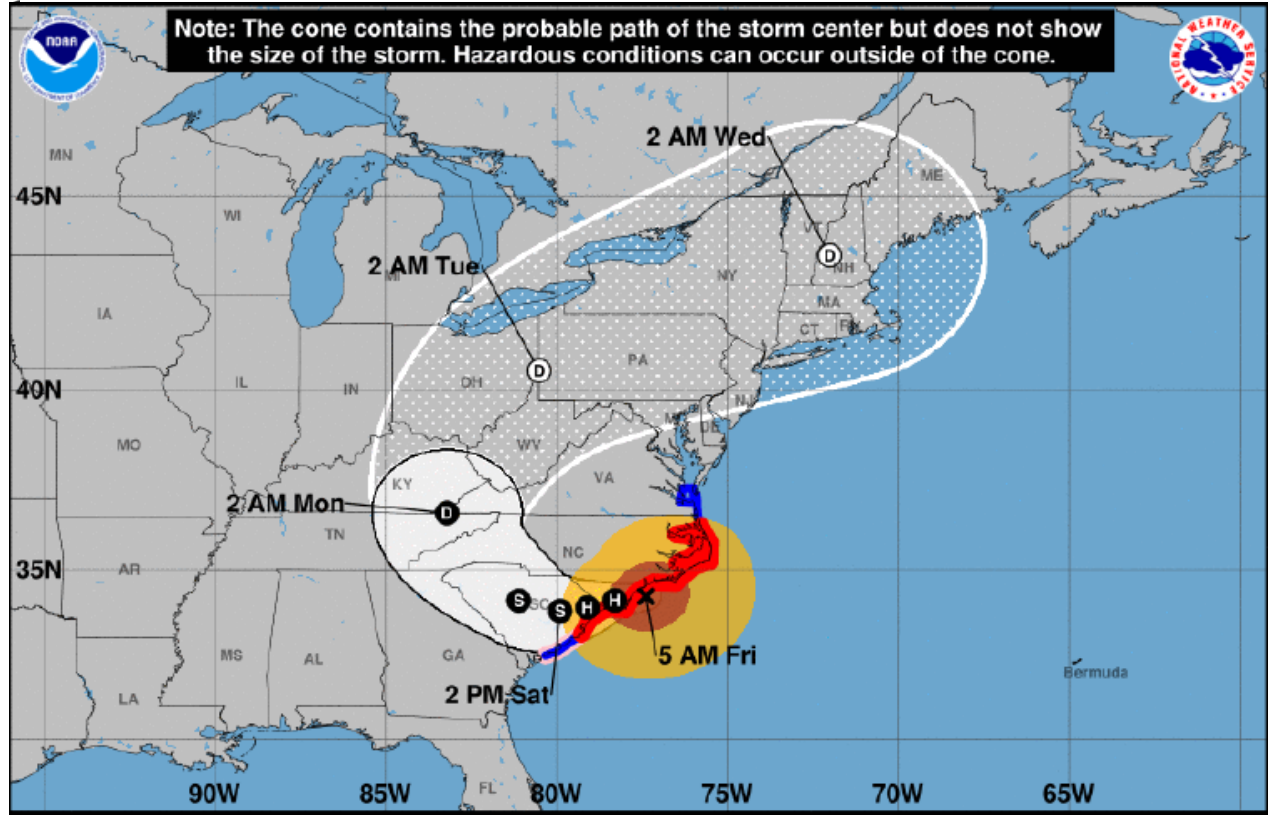 Note: The cone contains the probable path of the storm center but does not show
the size of the storm. Hazardous conditions can occur outside of the cone.
NOAA
NATIONAL WEATHER SERVICE
2 AM Wed
MN
ME
45N
WI
VT
2 AM Tue
NH
MI
NY
MA
IA
CT
PA
40N
IL
IN
OH
NJ
DE
MO
WV
VA
KY
2 AM Mon
D
D
D
TN
NC
35N
AR
S
SC
S
H
H
MS
AL
GA
5 AM Fri
Bermuda
2 PM Sat
LA
FL
90W
85W
80W
75W
70W
65W